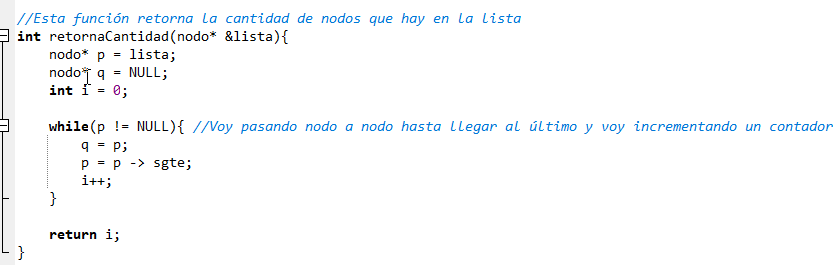 //Esta función retorna la cantidad de nodos que hay en la lista
int retornaCantidad(nodo* &lista){
nodo* p = lista;
nodo* q = NULL;
int i = 0;
while(p != NULL){ //Voy pasando nodo a nodo hasta llegar al último y voy incrementando un contador
q = p;
p = p -> sgte;
i++;
}
return i;
}